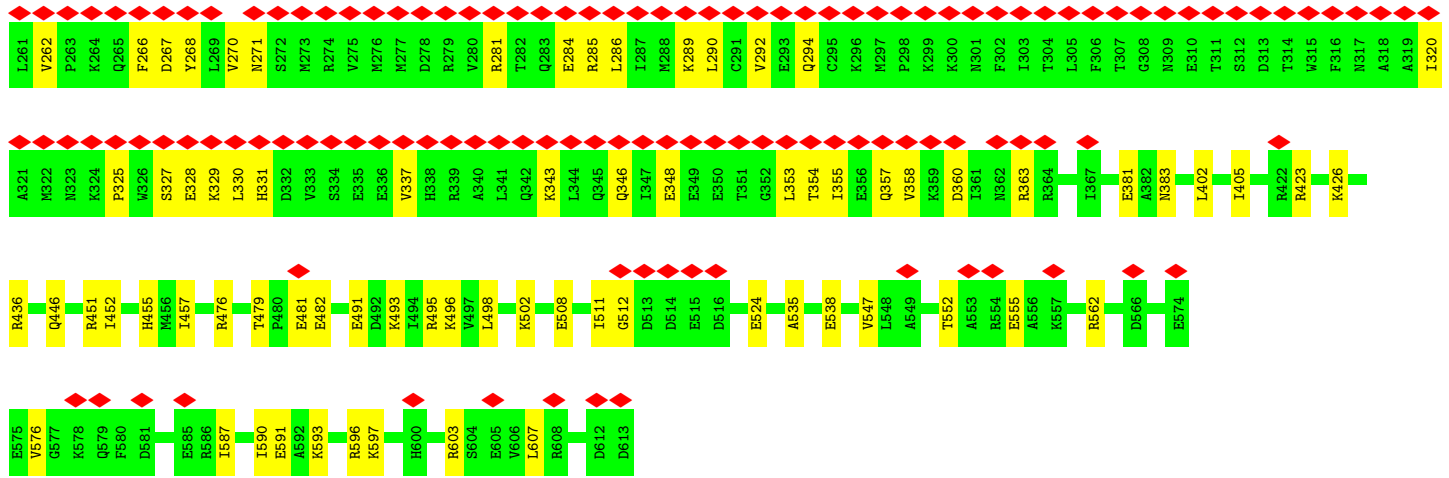 L261 V262 P263 K264 Q265 F266 D267 Y268 L269 V270 N271 S272 M273 R274 V275 M276 M277 D278 R279 V280 R281 T282 Q283 E284 R285 L286 I287 M288 K289 L290 C291 V292 E293 Q294 C295 K296 M297 P298 K299 K300 N301 F302 I303 T304 L305 F306 T307 G308 N309 E310 T311 S312 D313 T314 W315 F316 N317 A318 A319 I320
A321 M322 N323 K324 P325 W326 S327 E328 K329 L330 H331 D332 V333 S334 E335 E336 V337 H338 R339 A340 L341 Q342 K343 L344 Q345 Q346 I347 E348 E349 E350 T351 G352 L353 T354 I355 E356 Q357 V358 K359 D360 I361 N362 R363 R364 I367 E381 A382 N383 L402 I405 R422 R423 K426
R436 Q446 R451 I452 H455 M456 I457 R476 T479 P480 E481 E482 E491 D492 K493 I494 R495 K496 V497 L498 K502 E508 I511 G512 D513 D514 E515 D516 E524 A535 E538 V547 L548 A549 T552 A553 R554 E555 A556 K557 R562 D566 E574
E575 V576 G577 K578 Q579 F580 D581 E585 R586 I587 I590 E591 A592 K593 R596 K597 H600 R603 S604 E605 V606 L607 R608 D612 D613